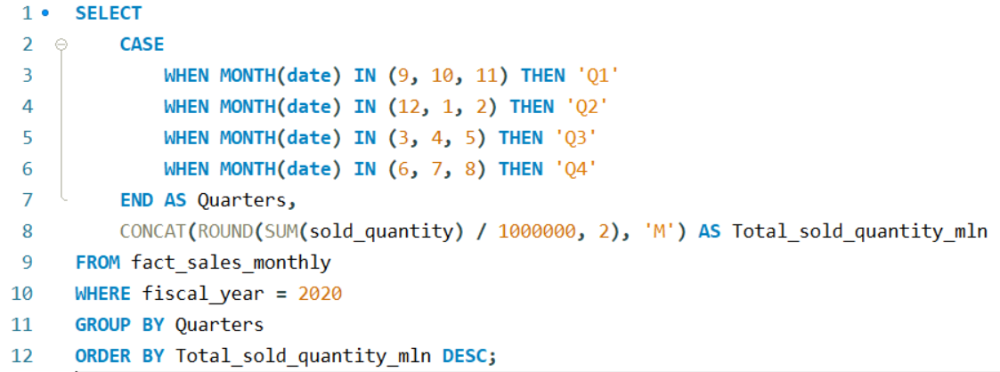 1 SELECT
2 CASE
3 WHEN MONTH(date) IN (9, 10, 11) THEN 'Q1'
4 WHEN MONTH(date) IN (12, 1, 2) THEN 'Q2'
5 WHEN MONTH(date) IN (3, 4, 5) THEN 'Q3'
6 WHEN MONTH(date) IN (6, 7, 8) THEN 'Q4'
7 END AS Quarters,
8 CONCAT(ROUND(SUM(sold_quantity) / 1000000, 2), 'M') AS Total_sold_quantity_mln
9 FROM fact_sales_monthly
10 WHERE fiscal_year = 2020
11 GROUP BY Quarters
12 ORDER BY Total_sold_quantity_mln DESC;